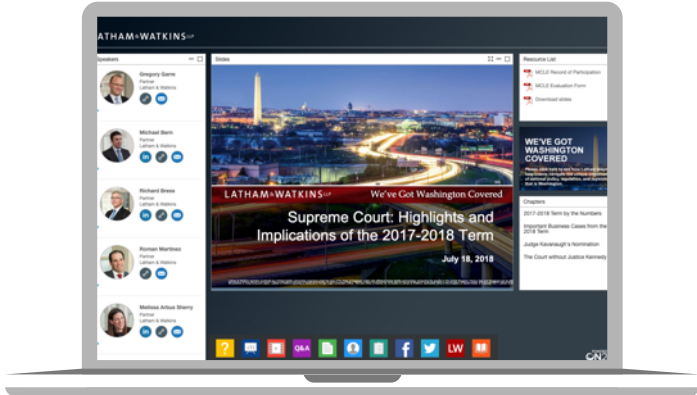 ATHAM&WATKINS LLP
Speakers
Gregory Garre
Partner
Latham & Watkins
Michael Bern
Partner
Latham & Watkins
Richard Bress
Partner
Latham & Watkins
Roman Martinez
Partner
Latham & Watkins
Melissa Arbus Sherry
Partner
Latham & Watkins
Slides
LATHAM&WATKINS LLP We've Got Washington Covered
Supreme Court: Highlights and
Implications of the 2017-2018 Term
July 18, 2018
Resource List
MCLE Record of Participation
MCLE Evaluation Form
Download slides
WE'VE GOT
WASHINGTON
COVERED
Chapters
2017-2018 Term by the Numbers
Important Business Cases from the
2018 Term
Judge Kavanaugh's Nomination
The Court without Justice Kennedy
?
Q&A
LW